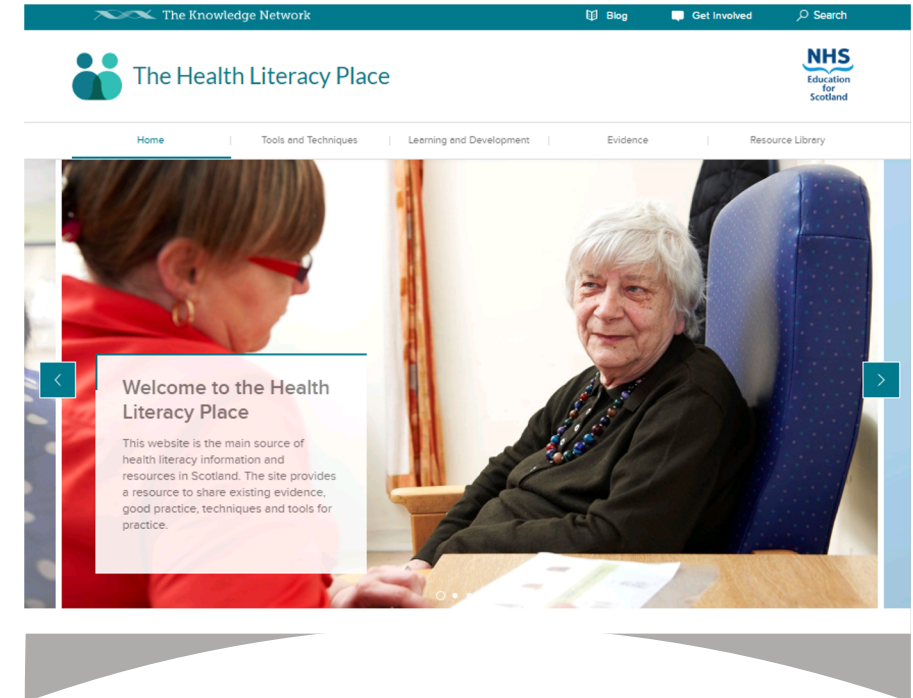 The Knowledge Network
Blog
Get Involved
Search
The Health Literacy Place
NHS
Education
for
Scotland
Home
Tools and Techniques
Learning and Development
Evidence
Resource Library
Welcome to the Health
Literacy Place
This website is the main source of
health literacy information and
resources in Scotland. The site provides
a resource to share existing evidence,
good practice, techniques and tools for
practice.